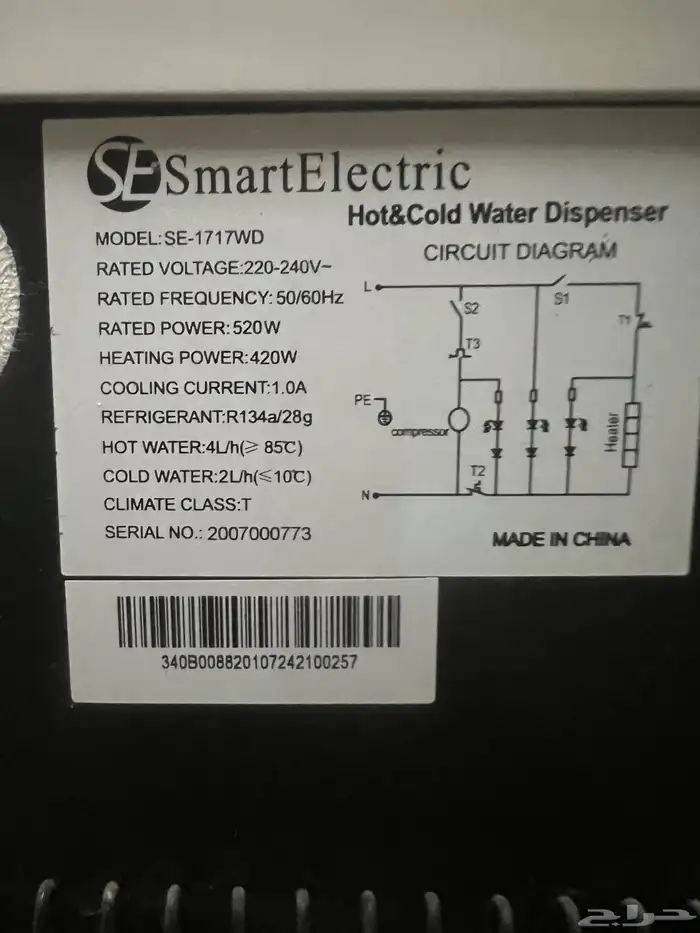 SE SmartElectric
Hot&Cold Water Dispenser
MODEL:SE-1717WD
RATED VOLTAGE:220-240V~
RATED FREQUENCY:50/60Hz
RATED POWER:520W
HEATING POWER:420W
COOLING CURRENT:1.0A
REFRIGERANT:R134a/28g
HOT WATER:4L/h(≥ 85℃)
COLD WATER:2L/h(≤10℃)
CLIMATE CLASS:T
SERIAL NO.: 2007000773
CIRCUIT DIAGRAM
L
S1
S2
T1
T3
PE
compressor
Heater
T2
N
MADE IN CHINA
340B008820107242100257
حراج